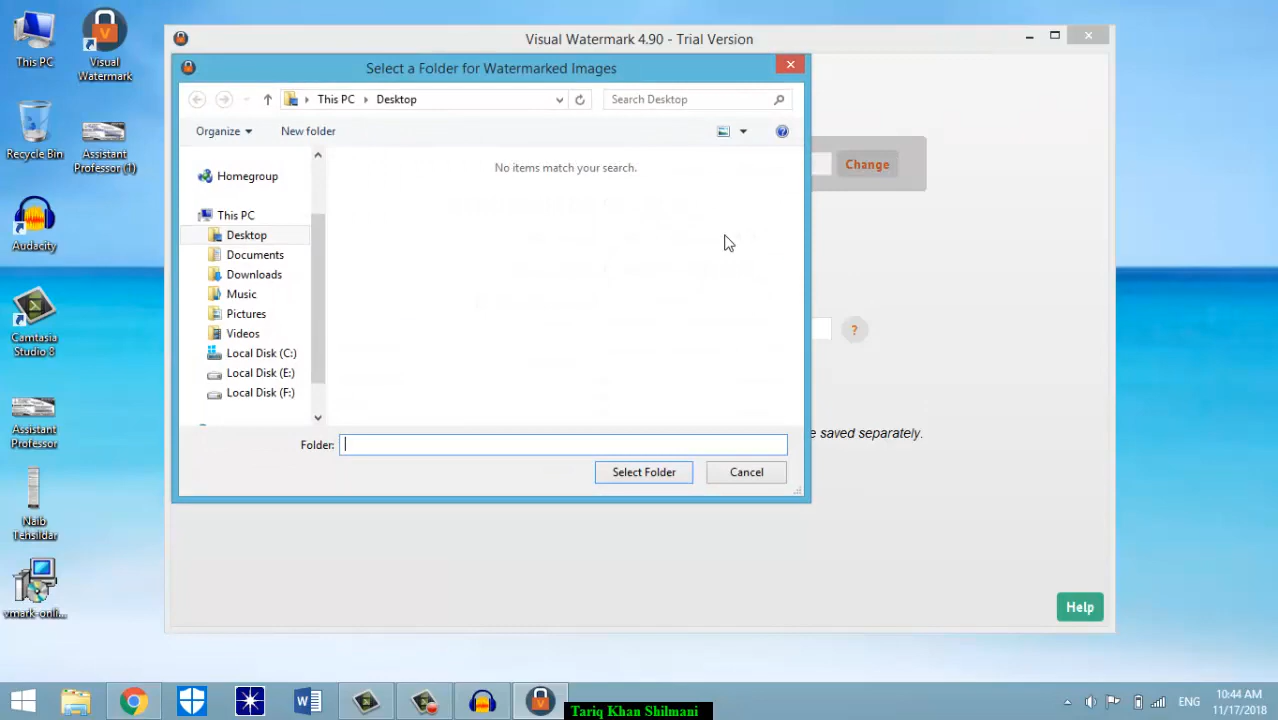 This PC
Visual
Watermark
Recycle Bin
Assistant
Professor (1)
Audacity
Camtasia
Studio 8
Assistant
Professor
Naib
Tehsildar
vmark-onli...
Visual Watermark 4.90 - Trial Version
Select a Folder for Watermarked Images
This PC
Desktop
Search Desktop
Organize
New folder
No items match your search.
Homegroup
This PC
Desktop
Documents
Downloads
Music
Pictures
Videos
Local Disk (C:)
Local Disk (E:)
Local Disk (F:)
Folder:
Select Folder
Cancel
Change
?
e saved separately.
Help
ENG
10:44 AM
11/17/2018
Tariq Khan Shilmani